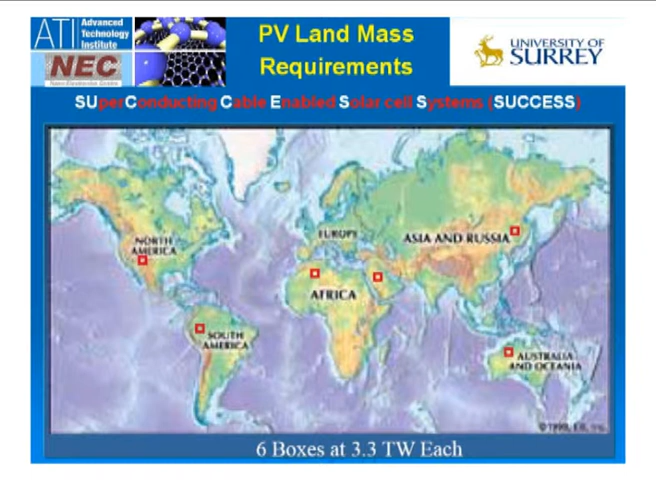 ATI Advanced
Technology
Institute
NEC
PV Land Mass
Requirements
UNIVERSITY OF
SURREY
SUperConducting Cable Enabled Solar cell Systems (SUCCESS)
NORTH
AMERICA
EUROPE
ASIA AND RUSSIA
AFRICA
SOUTH
AMERICA
AUSTRALIA
AND OCEANIA
6 Boxes at 3.3 TW Each